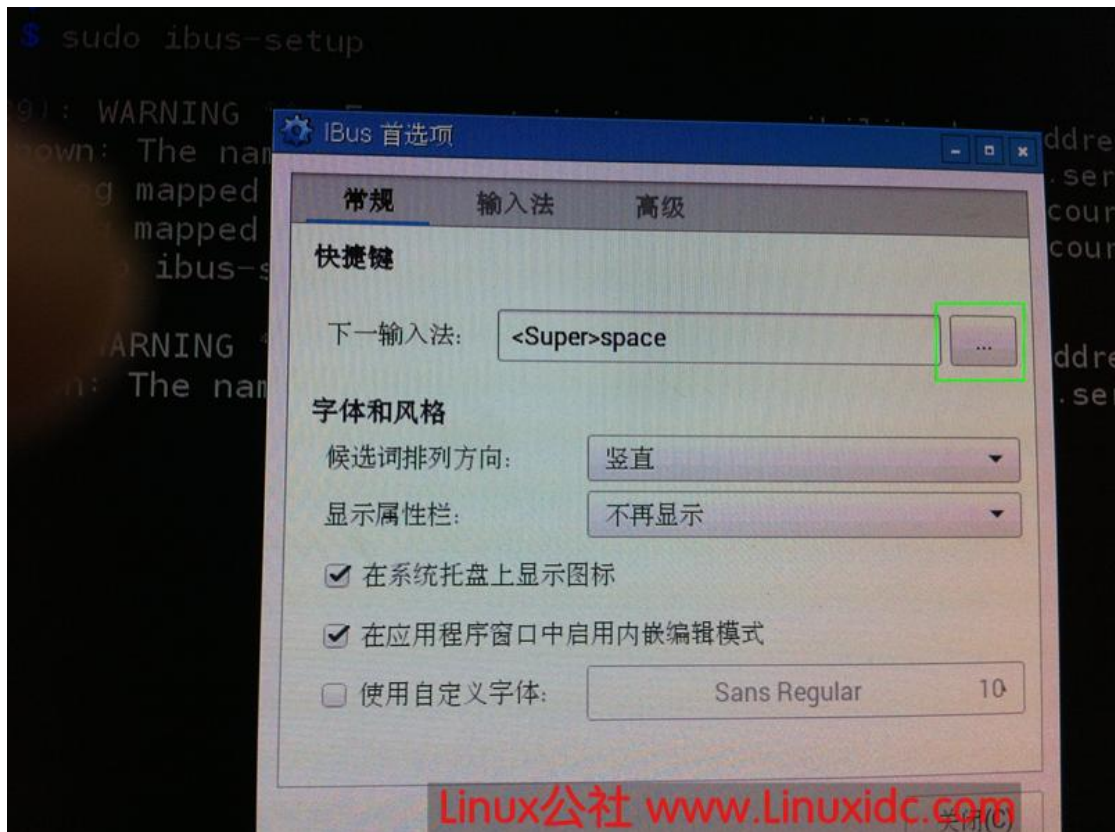 $ sudo ibus-setup
9): WARNING
own: The nam
mapped
mapped
ibus-s
ARNING
n: The nam
ddre
.ser
cour
cour
ddre
.se
IBus 首选项
常规 输入法 高级
快捷键
下一输入法: <Super>space ...
字体和风格
候选词排列方向: 竖直
显示属性栏: 不再显示
在系统托盘上显示图标
在应用程序窗口中启用内嵌编辑模式
使用自定义字体: Sans Regular 10
Linux公社 www.Linuxidc.com
关闭(C)